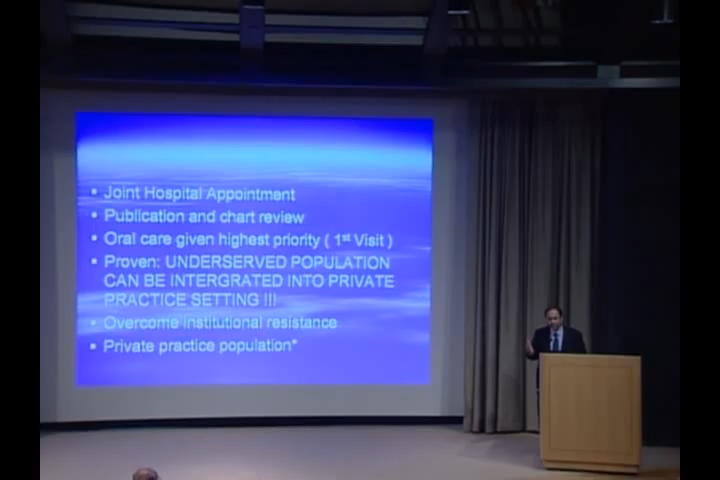 ▪ Joint Hospital Appointment
▪ Publication and chart review
▪ Oral care given highest priority ( 1st Visit )
▪ Proven: UNDERSERVED POPULATION
CAN BE INTERGRATED INTO PRIVATE
PRACTICE SETTING !!!
▪ Overcome institutional resistance
▪ Private practice population*